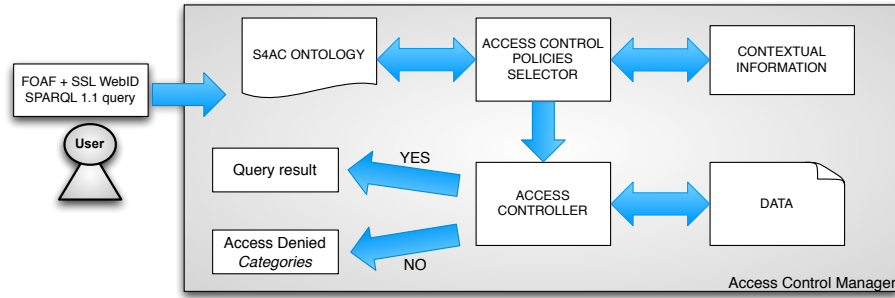 FOAF + SSL WebID
SPARQL 1.1 query
User
S4AC ONTOLOGY
ACCESS CONTROL
POLICIES
SELECTOR
CONTEXTUAL
INFORMATION
Query result
YES
ACCESS
CONTROLLER
DATA
Access Denied
Categories
NO
Access Control Manager